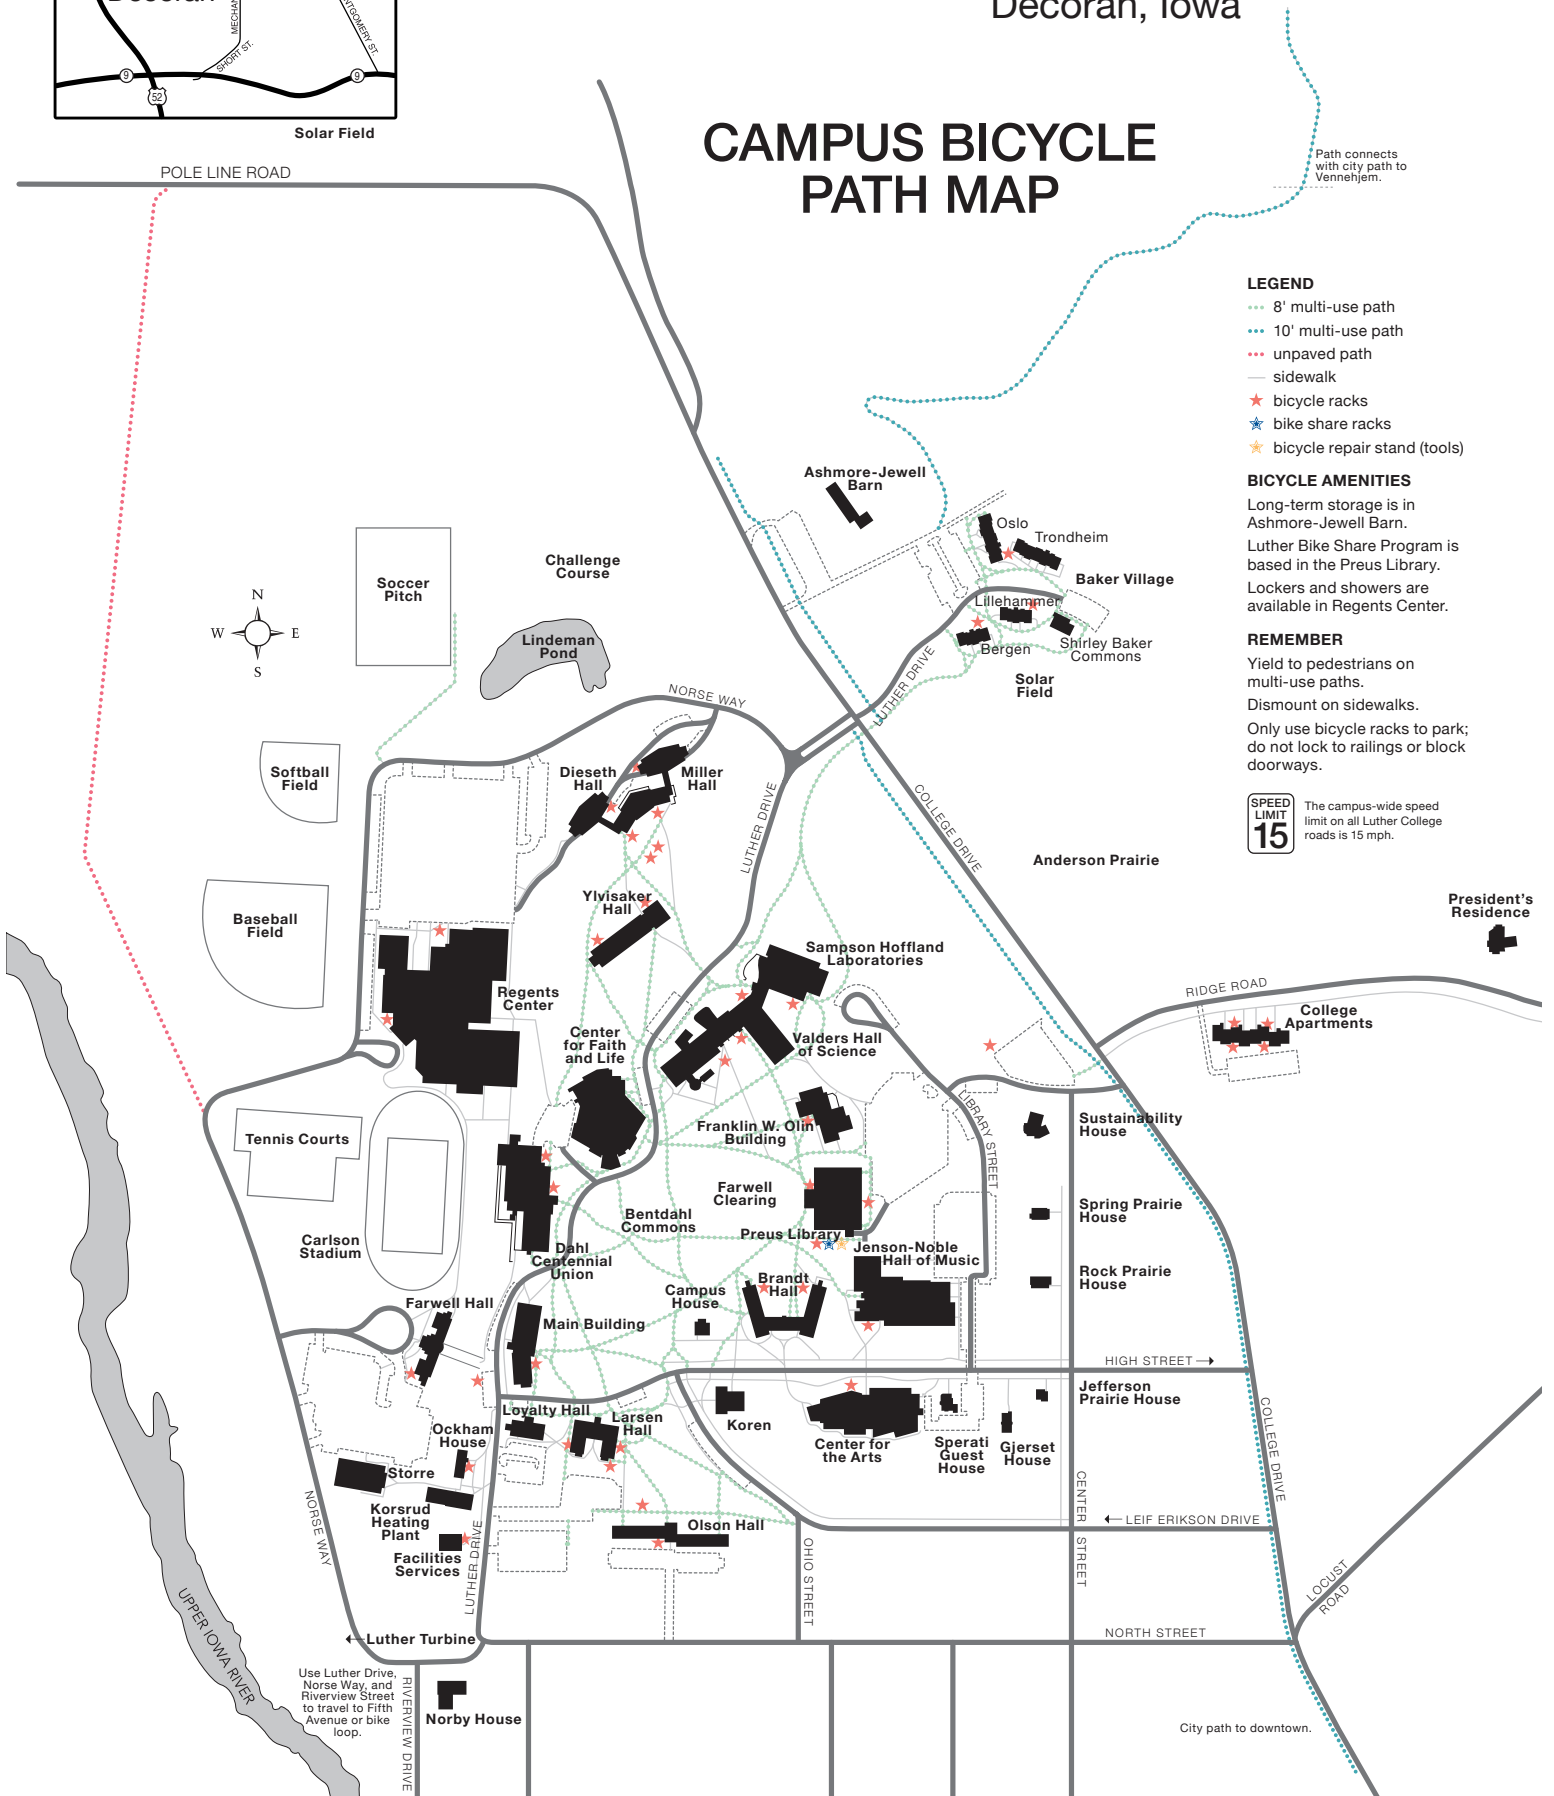 Decorah
MECHAN
NTGOMERY ST.
SHORT ST.
9
9
52
Decorah, Iowa
Solar Field
CAMPUS BICYCLE
PATH MAP
POLE LINE ROAD
Path connects
with city path to
Vennehjem.
LEGEND
8' multi-use path
10' multi-use path
unpaved path
sidewalk
bicycle racks
bike share racks
bicycle repair stand (tools)
BICYCLE AMENITIES
Long-term storage is in
Ashmore-Jewell Barn.
Luther Bike Share Program is
based in the Preus Library.
Lockers and showers are
available in Regents Center.
REMEMBER
Yield to pedestrians on
multi-use paths.
Dismount on sidewalks.
Only use bicycle racks to park;
do not lock to railings or block
doorways.
SPEED
LIMIT
15
The campus-wide speed
limit on all Luther College
roads is 15 mph.
Ashmore-Jewell
Barn
Oslo
Trondheim
Baker Village
Lillehammer
Bergen
Shirley Baker
Commons
Solar
Field
Challenge
Course
Soccer
Pitch
N
W
E
S
Lindeman
Pond
LUTHER DRIVE
NORSE WAY
Softball
Field
Dieseth
Hall
Miller
Hall
LUTHER DRIVE
COLLEGE DRIVE
Anderson Prairie
President's
Residence
Ylvisaker
Hall
Baseball
Field
Sampson Hoffland
Laboratories
RIDGE ROAD
College
Apartments
Regents
Center
Center
for Faith
and Life
Valders Hall
of Science
LIBRARY STREET
Franklin W. Olin
Building
Sustainability
House
Tennis Courts
Farwell
Clearing
Spring Prairie
House
Bentdahl
Commons
Preus Library
Carlson
Stadium
Dahl
Centennial
Union
Jenson-Noble
Hall of Music
Rock Prairie
House
Campus
House
Brandt
Hall
Farwell Hall
Main Building
HIGH STREET
Jefferson
Prairie House
Loyalty Hall
Larsen
Hall
Koren
Center for
the Arts
Sperati
Guest
House
Gjerset
House
COLLEGE DRIVE
Ockham
House
Storre
Korsrud
Heating
Plant
Facilities
Services
Olson Hall
CENTER STREET
LEIF ERIKSON DRIVE
NORSE WAY
LUTHER DRIVE
OHIO STREET
LOCUST
ROAD
UPPER IOWA RIVER
Luther Turbine
NORTH STREET
Use Luther Drive,
Norse Way, and
Riverview Street
to travel to Fifth
Avenue or bike
loop.
RIVERVIEW DRIVE
Norby House
City path to downtown.